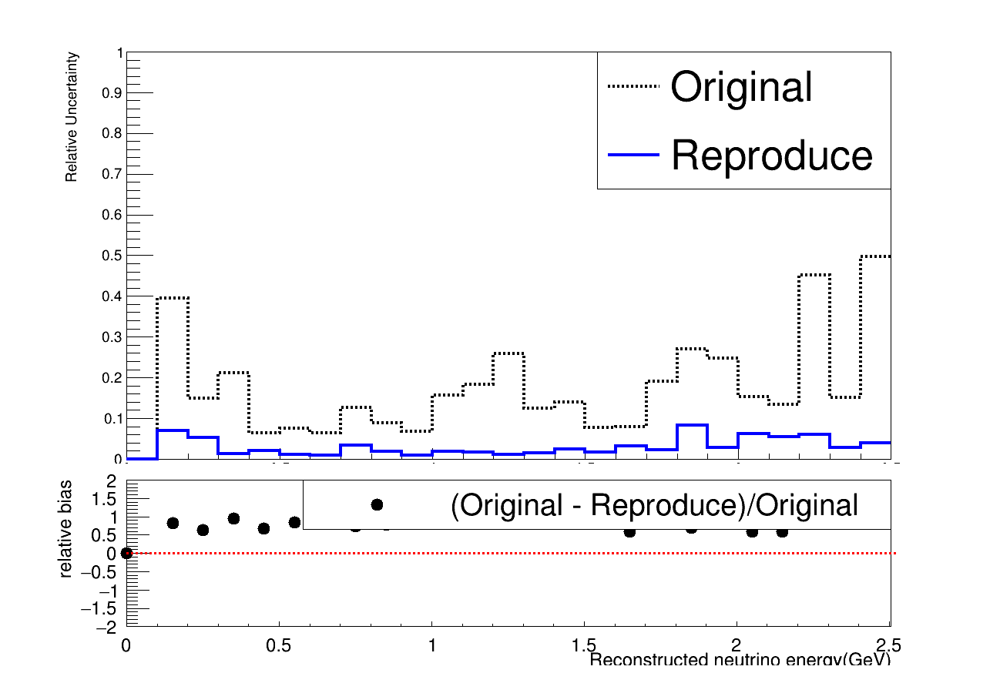 Relative Uncertainty
1
0.9
0.8
0.7
0.6
0.5
0.4
0.3
0.2
0.1
0
Original
Reproduce
relative bias
2
1.5
1
0.5
0
−0.5
−1
−1.5
−2
(Original - Reproduce)/Original
0 0.5 1 1.5 2 2.5
Reconstructed neutrino energy(GeV)